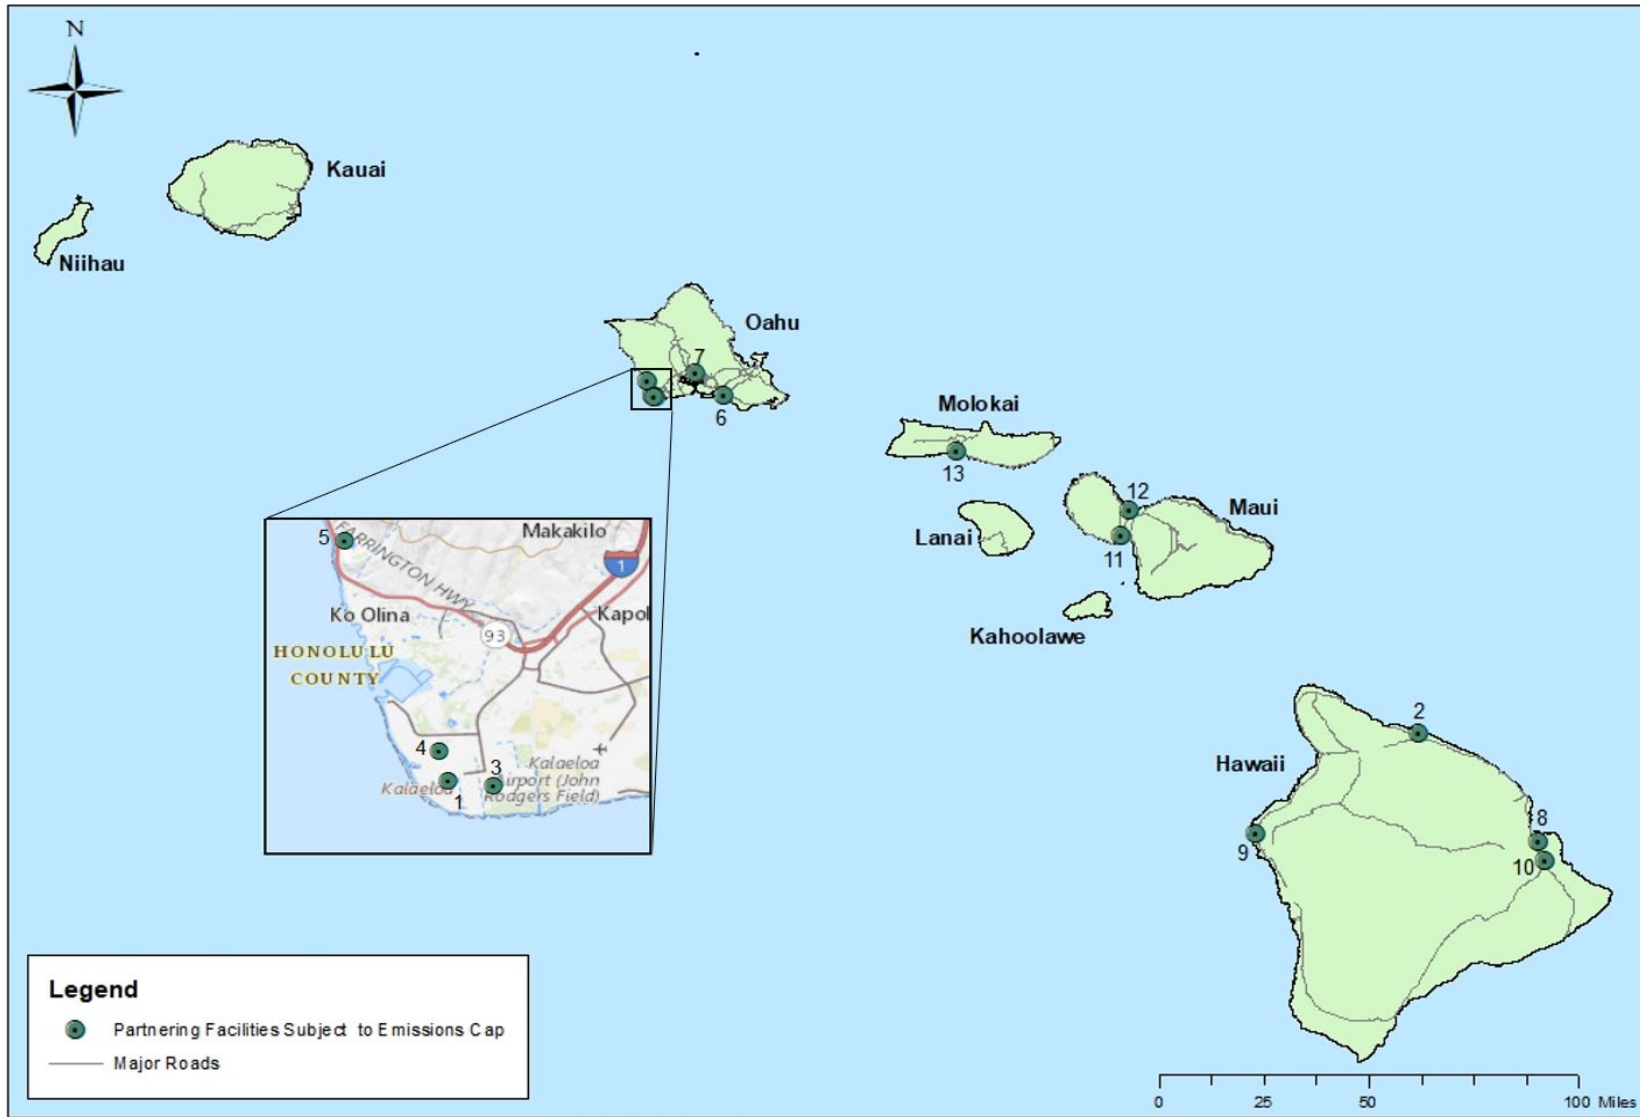 N
Kauai
Niihau
Oahu
7
6
Molokai
13
12
Maui
Lanai
11
Kahoolawe
5
FARRINGTON HWY
Makakilo
1
Ko Olina
Kapol
93
HONOLULU
COUNTY
4
3
Kalaeloa
Airport (John
Rodgers Field)
Kalaeloa
1
2
Hawaii
8
9
10
Legend
Partnering Facilities Subject to Emissions Cap
Major Roads
0 25 50 100 Miles